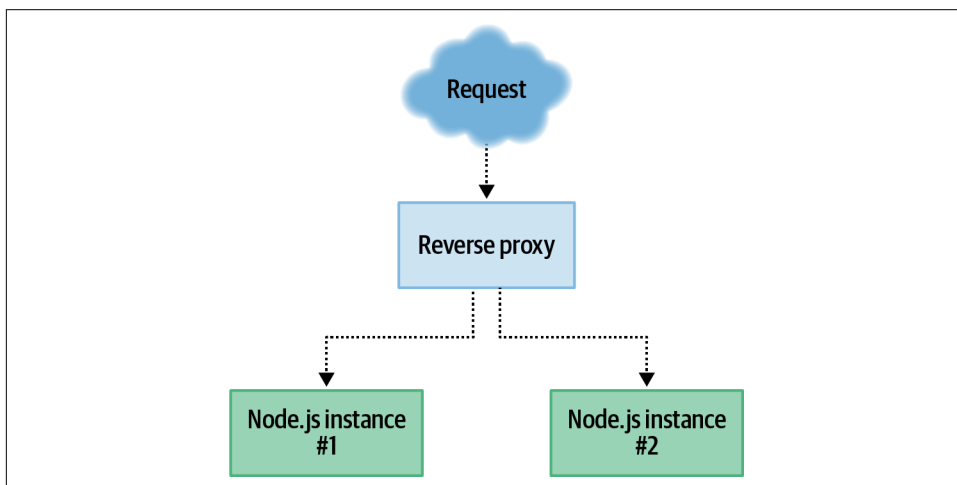 Request
Reverse proxy
Node.js instance
#1
Node.js instance
#2